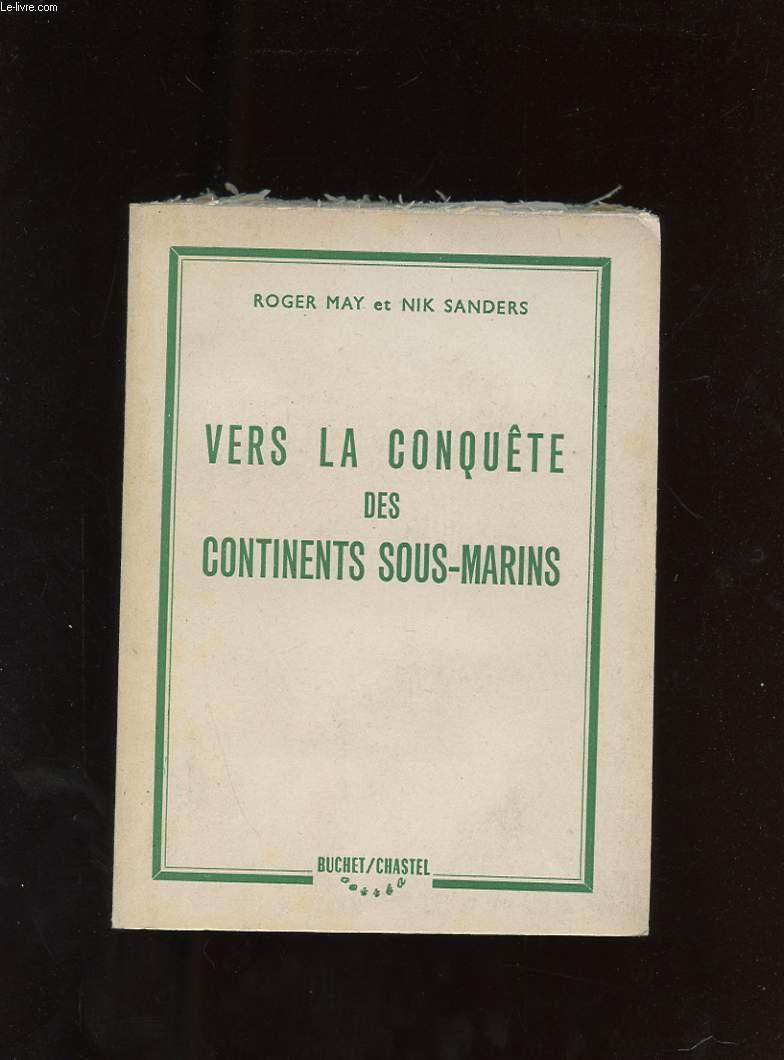 Le-livre.com
ROGER MAY et NIK SANDERS
VERS LA CONQUÊTE
DES
CONTINENTS SOUS-MARINS
BUCHET/CHASTEL